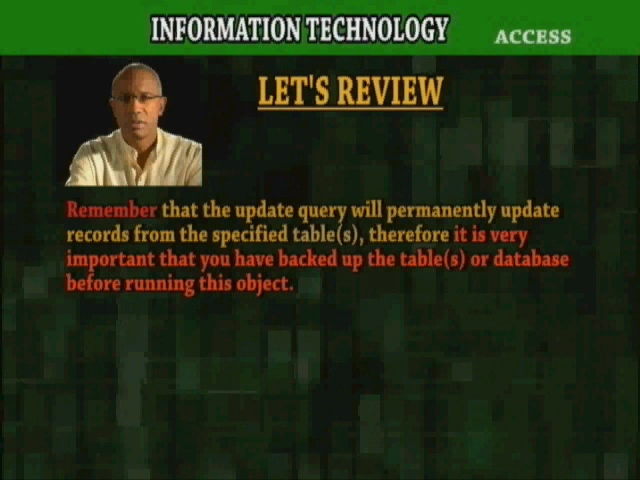 INFORMATION TECHNOLOGY ACCESS
LET'S REVIEW
Remember that the update query will permanently update
records from the specified table(s), therefore it is very
important that you have backed up the table(s) or database
before running this object.